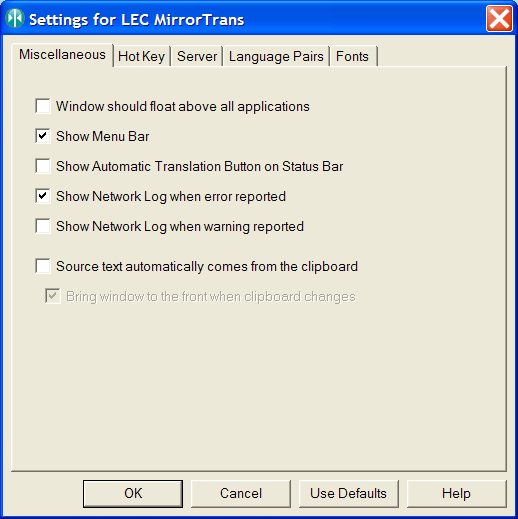 Settings for LEC MirrorTrans
Miscellaneous Hot Key Server Language Pairs Fonts
Window should float above all applications
Show Menu Bar
Show Automatic Translation Button on Status Bar
Show Network Log when error reported
Show Network Log when warning reported
Source text automatically comes from the clipboard
Bring window to the front when clipboard changes
OK Cancel Use Defaults Help